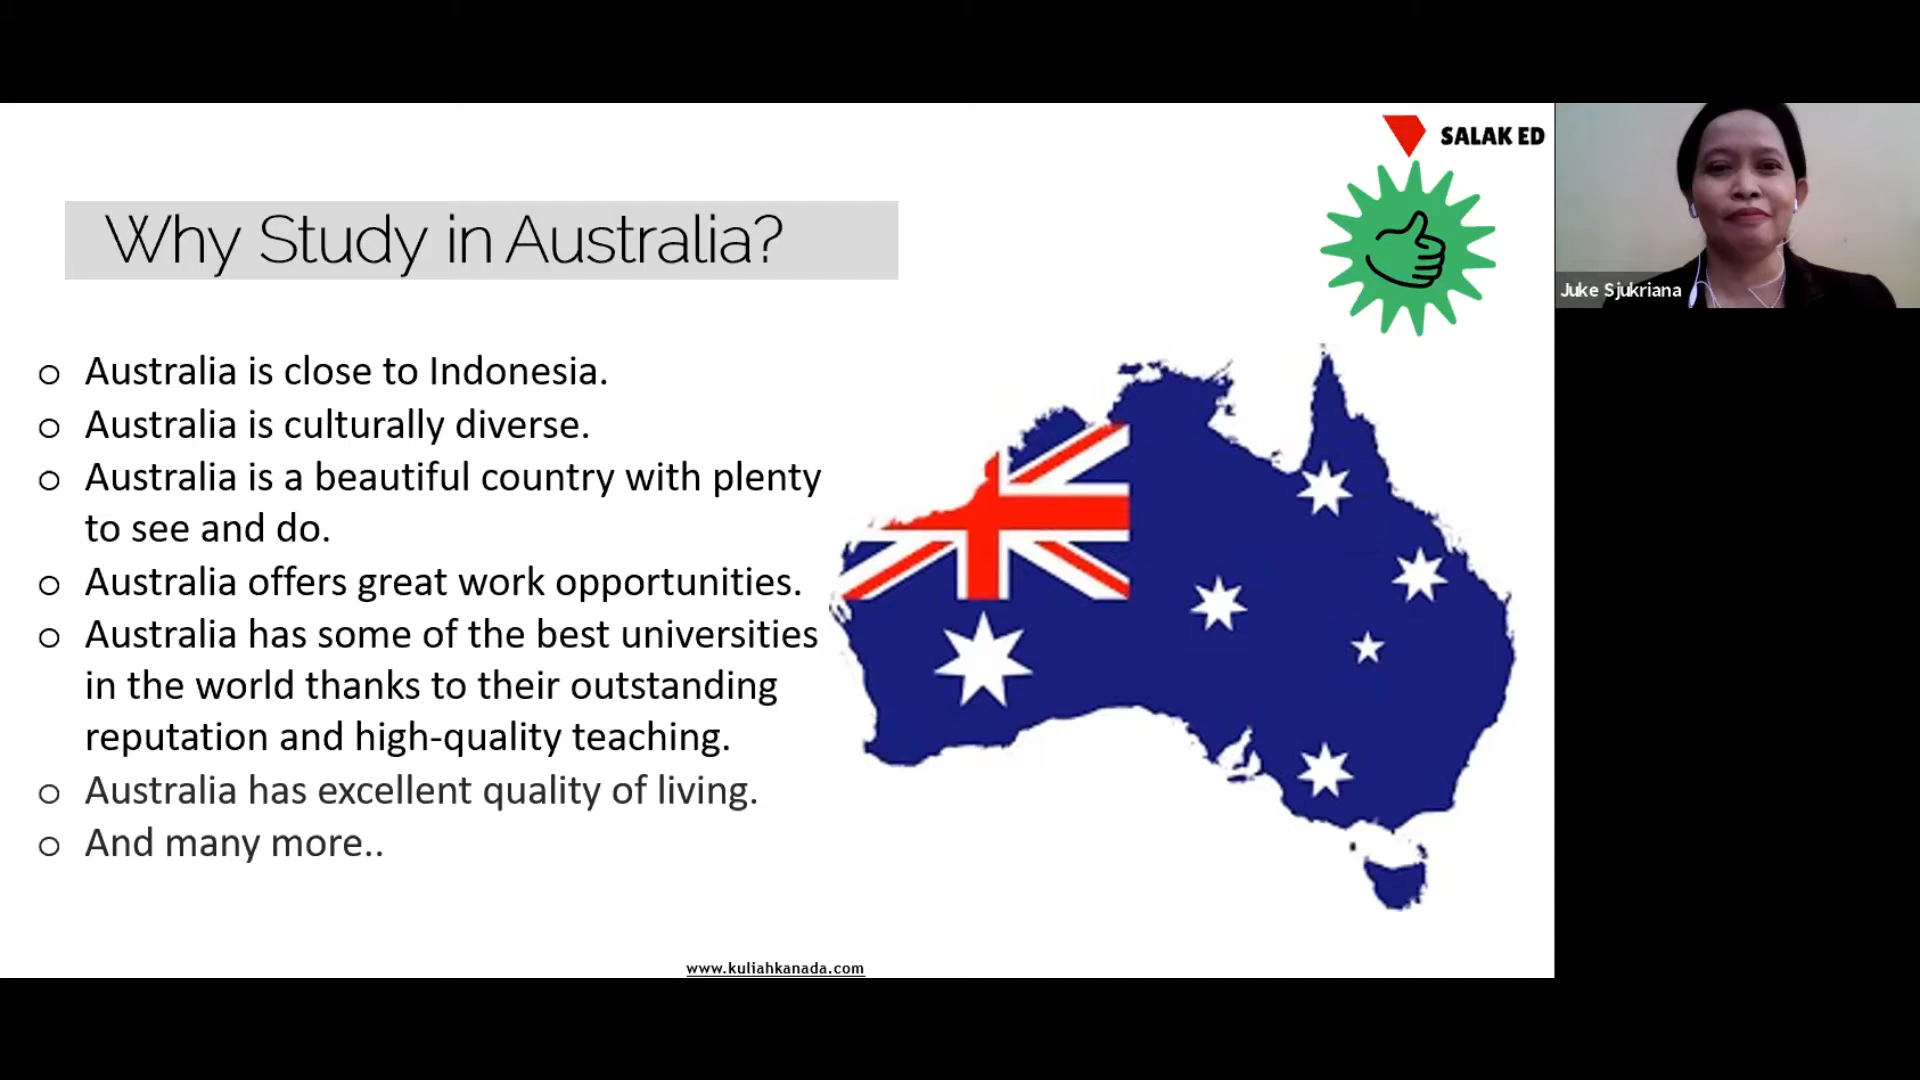 SALAK ED
Why Study in Australia?
Juke Sjukriana
o Australia is close to Indonesia.
o Australia is culturally diverse.
o Australia is a beautiful country with plenty
to see and do.
o Australia offers great work opportunities.
o Australia has some of the best universities
in the world thanks to their outstanding
reputation and high-quality teaching.
o Australia has excellent quality of living.
o And many more..
www.kuliahkanada.com